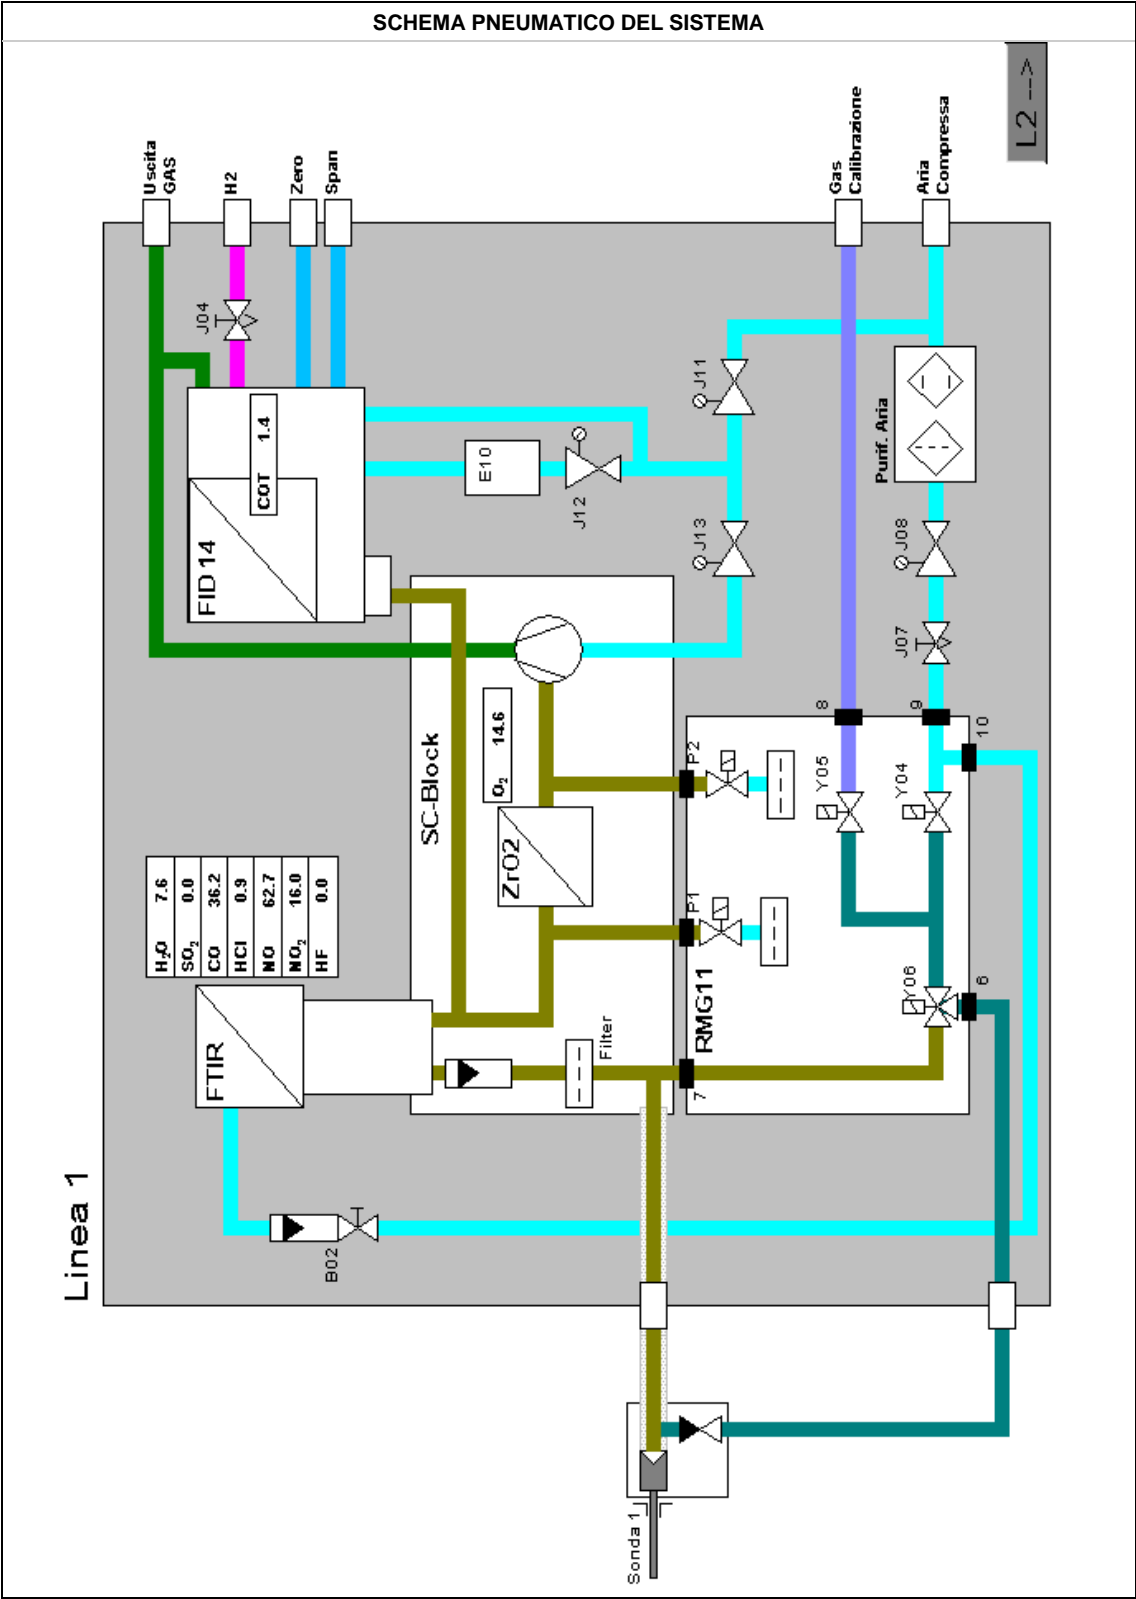 SCHEMA PNEUMATICO DEL SISTEMA
L2 -->
Linea 1
Uscita
GAS
H2
Zero
Span
Gas
Calibrazione
Aria
Compressa
J04
FID 14
COT 1.4
E10
J12
J11
J13
Purif. Aria
J08
J07
SC-Block
O₂ 14.6
ZrO2
H₂O 7.6
SO₂ 0.0
CO 36.2
HCl 0.9
NO 62.7
NO₂ 16.0
HF 0.0
FTIR
Filter
B02
RMG11
P1
P2
Y05
Y04
Y06
8
9
10
6
7
Sonda 1